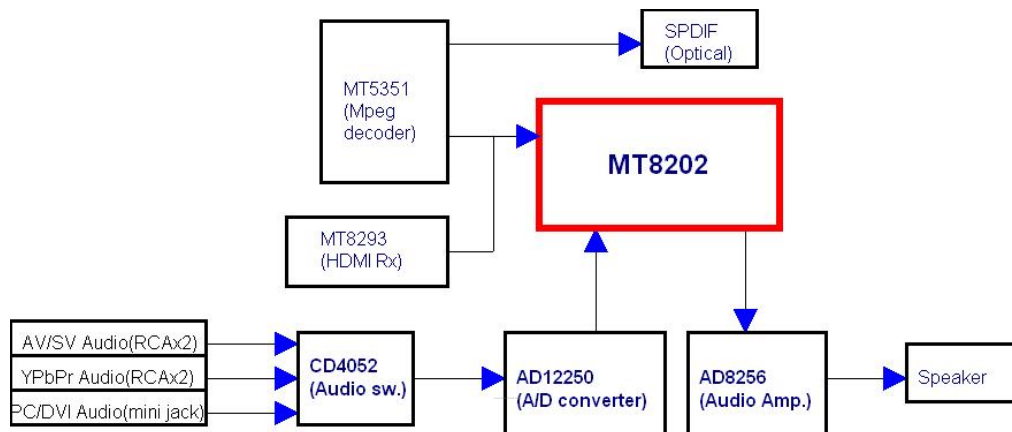 SPDIF
(Optical)
MT5351
(Mpeg
decoder)
MT8202
MT8293
(HDMI Rx)
AV/SV Audio(RCAx2)
YPbPr Audio(RCAx2)
PC/DVI Audio(mini jack)
CD4052
(Audio sw.)
AD12250
(A/D converter)
AD8256
(Audio Amp.)
Speaker